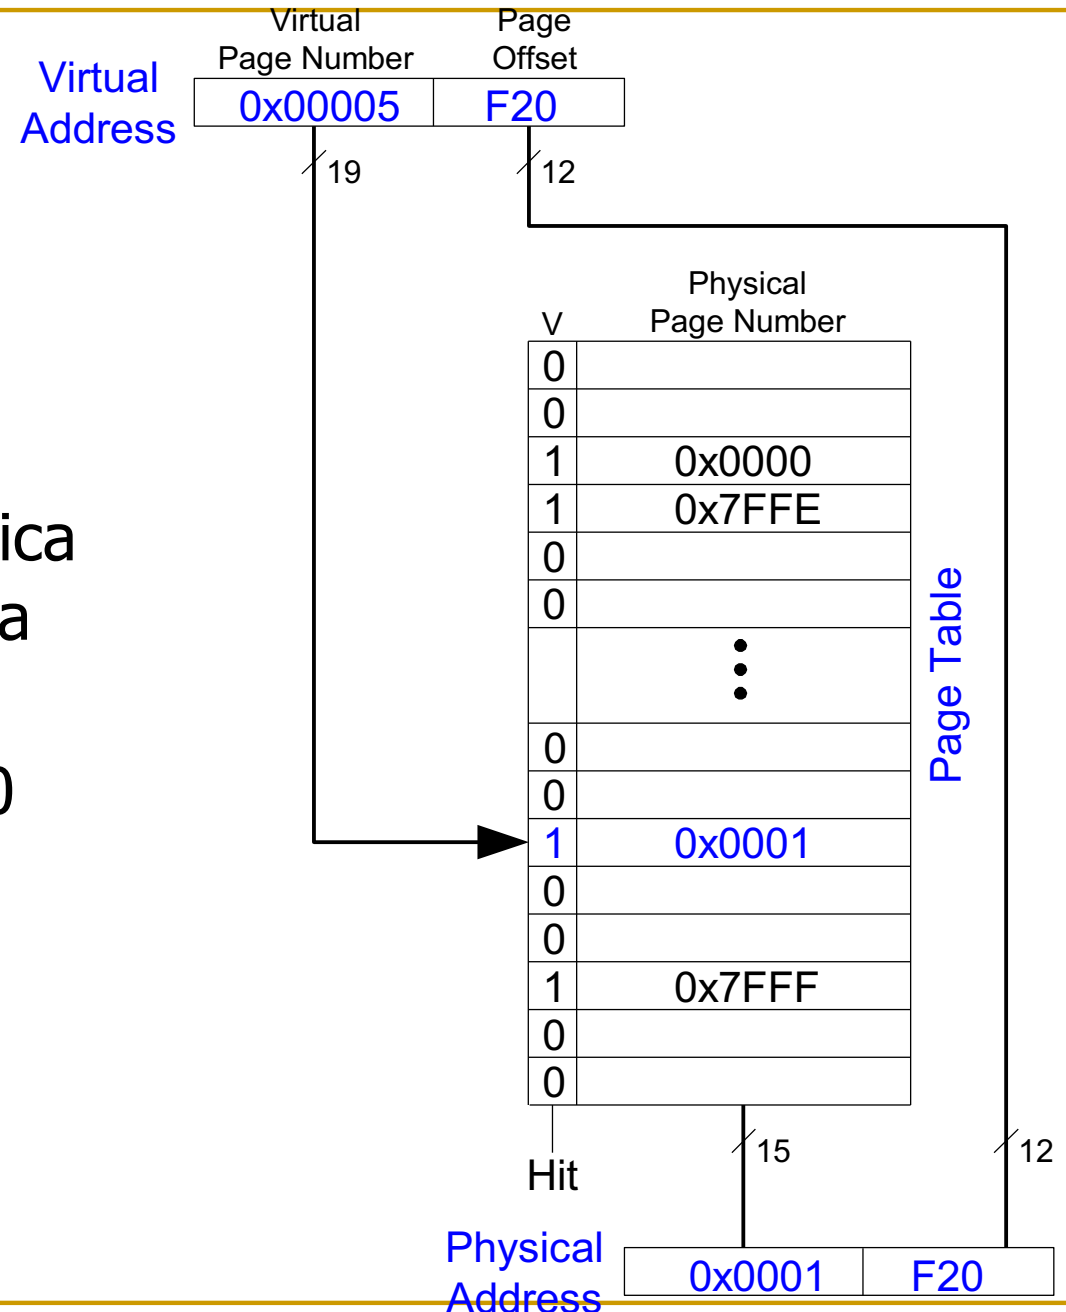 Virtual
Page Number
Page
Offset
Virtual
Address
0x00005
F20
19
12
Physical
Page Number
V
0
0
1 0x0000
1 0x7FFE
0
0
0
0
1 0x0001
0
0
1 0x7FFF
0
0
Page Table
ica
a
0
Hit
15
12
Physical
Address
0x0001
F20